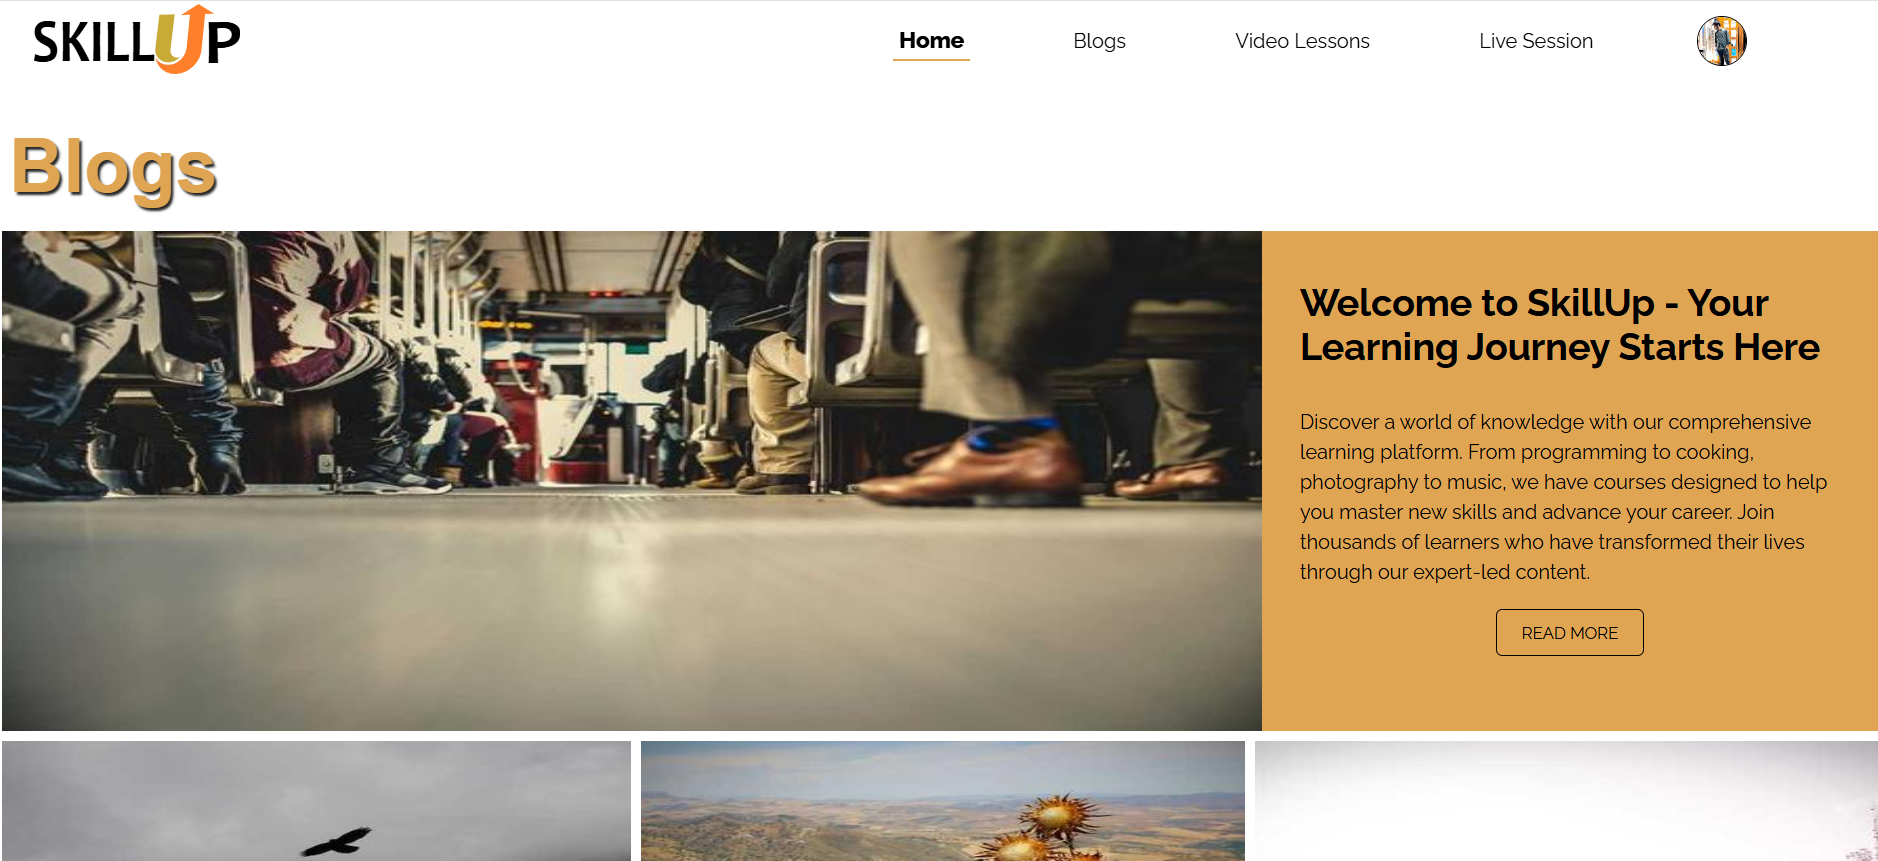 SKILLUP
Home
Blogs
Video Lessons
Live Session
Blogs
Welcome to SkillUp - Your
Learning Journey Starts Here
Discover a world of knowledge with our comprehensive
learning platform. From programming to cooking,
photography to music, we have courses designed to help
you master new skills and advance your career. Join
thousands of learners who have transformed their lives
through our expert-led content.
READ MORE